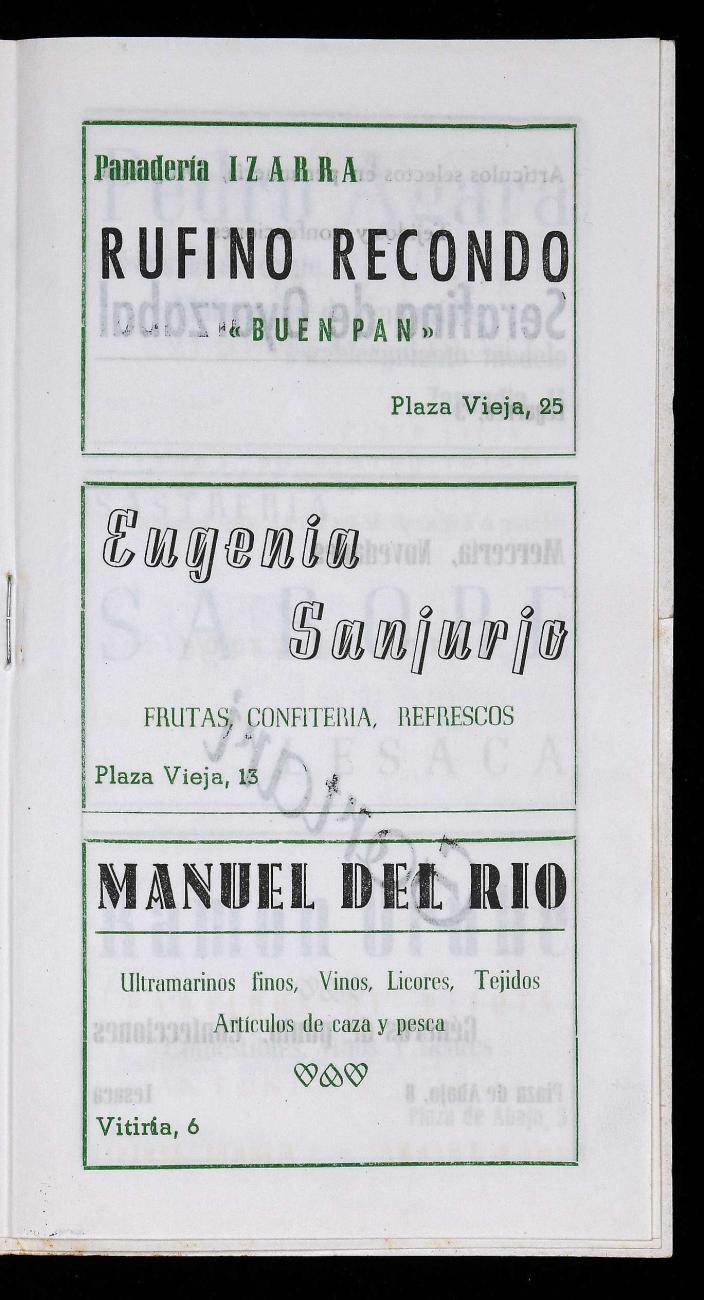 Panadería IZARRA
RUFINO RECONDO
«BUEN PAN»
Plaza Vieja, 25
Eugenia
Sanjurjo
FRUTAS, CONFITERIA, REFRESCOS
Plaza Vieja, 13
MANUEL DEL RIO
Ultramarinos finos, Vinos, Licores, Tejidos
Artículos de caza y pesca
Vitiría, 6